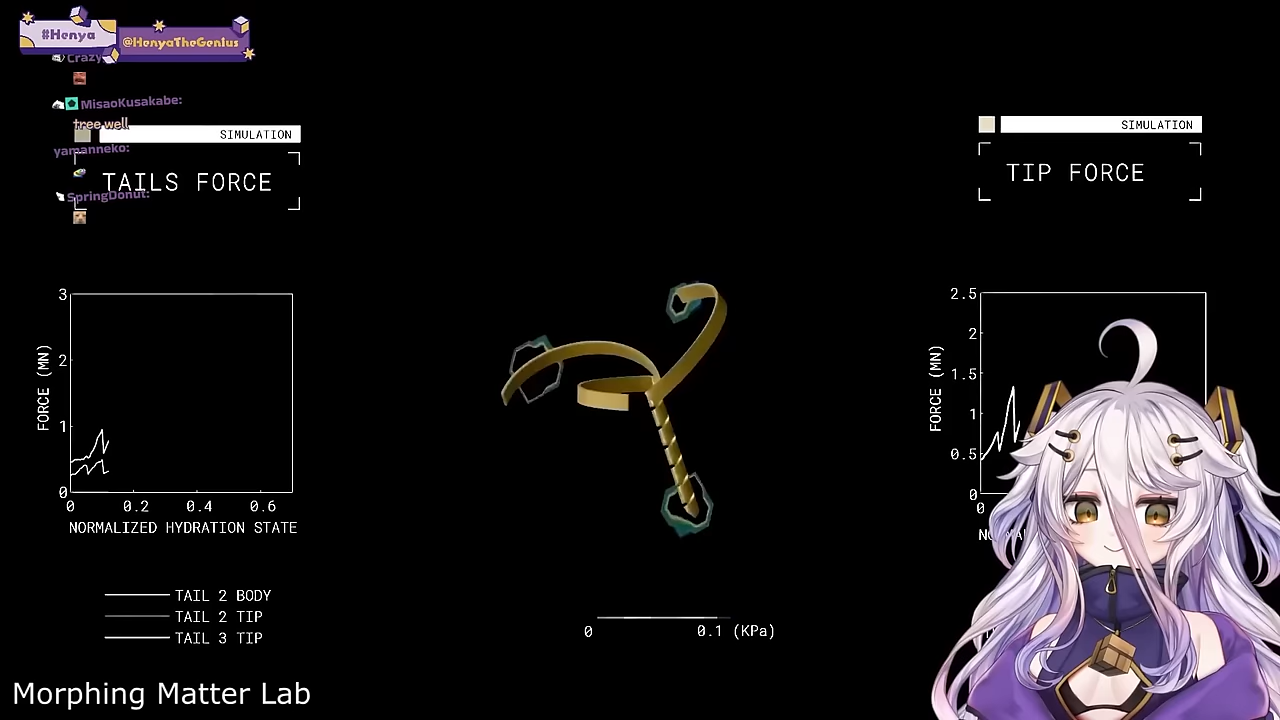 #Henya
@HenyaTheGenius
Crazy
MisaoKusakabe:
tree well
yamanneko:
SpringDonut:
SIMULATION
TAILS FORCE
SIMULATION
TIP FORCE
3
2
1
0
FORCE (MN)
0 0.2 0.4 0.6
NORMALIZED HYDRATION STATE
TAIL 2 BODY
TAIL 2 TIP
TAIL 3 TIP
0 0.1 (KPa)
2.5
2
1.5
1
0.5
0
FORCE (MN)
0
Morphing Matter Lab